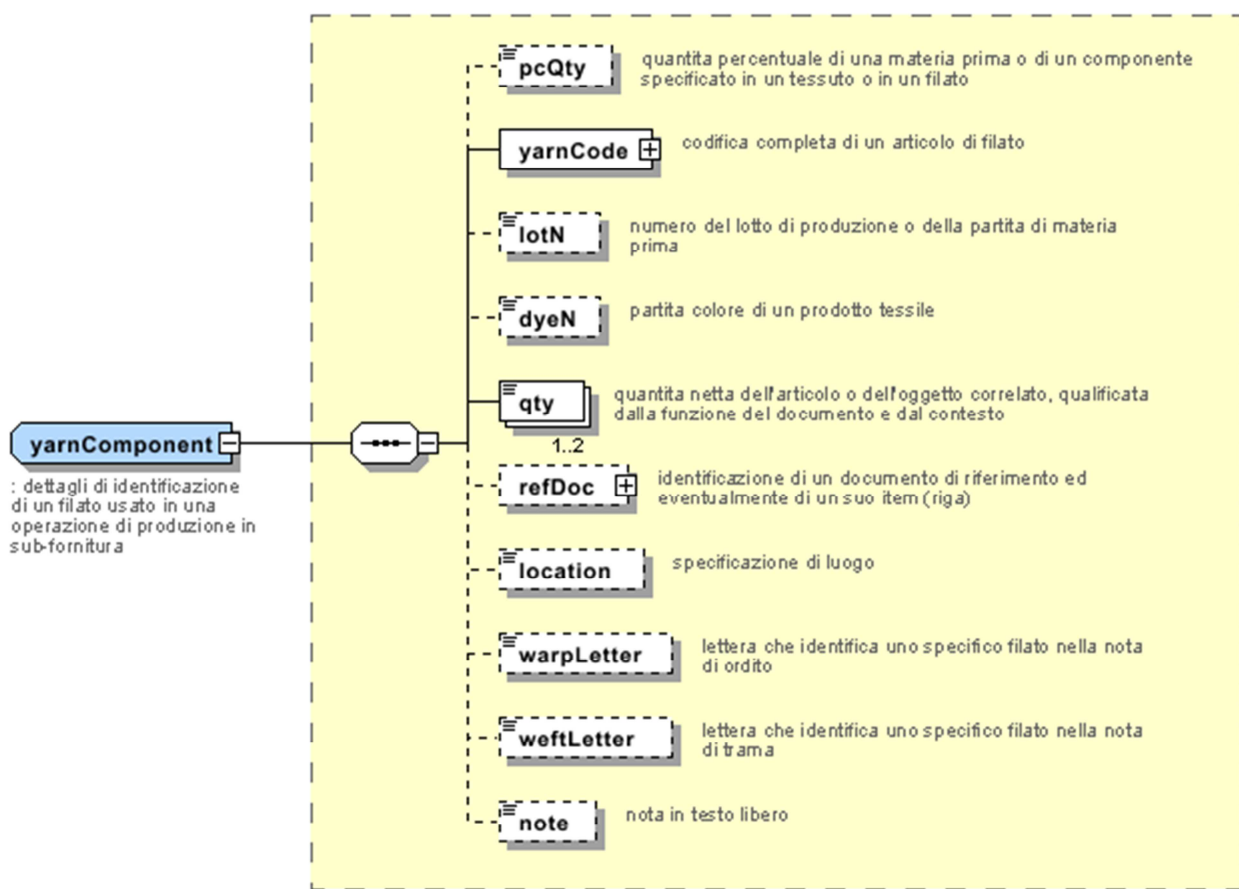 pcQty
quantita percentuale di una materia prima o di un componente
specificato in un tessuto o in un filato
yarnCode
codifica completa di un articolo di filato
lotN
numero del lotto di produzione o della partita di materia
prima
dyeN
partita colore di un prodotto tessile
qty
quantita netta dell'articolo o dell'oggetto correlato, qualificata
dalla funzione del documento e dal contesto
1..2
yarnComponent
: dettagli di identificazione
di un filato usato in una
operazione di produzione in
sub-fornitura
refDoc
identificazione di un documento di riferimento ed
eventualmente di un suo item (riga)
location
specificazione di luogo
warpLetter
lettera che identifica uno specifico filato nella nota
di ordito
weftLetter
lettera che identifica uno specifico filato nella nota
di trama
note
nota in testo libero